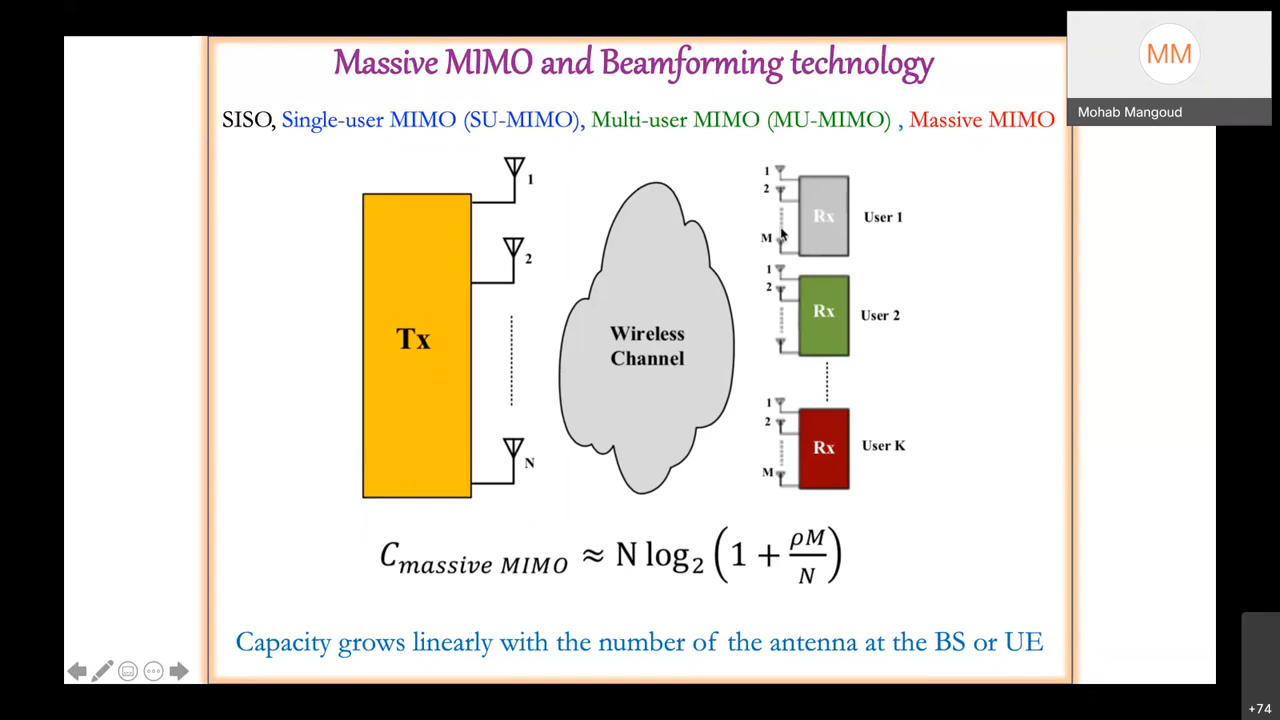 Massive MIMO and Beamforming technology
SISO, Single-user MIMO (SU-MIMO), Multi-user MIMO (MU-MIMO) , Massive MIMO
MM
Mohab Mangoud
1
2
N
Tx
Wireless
Channel
1
2
M
Rx
User 1
1
2
Rx
User 2
1
2
M
Rx
User K
C_{massive MIMO} ≈ N log₂ (1 + ρM/N)
Capacity grows linearly with the number of the antenna at the BS or UE
+74